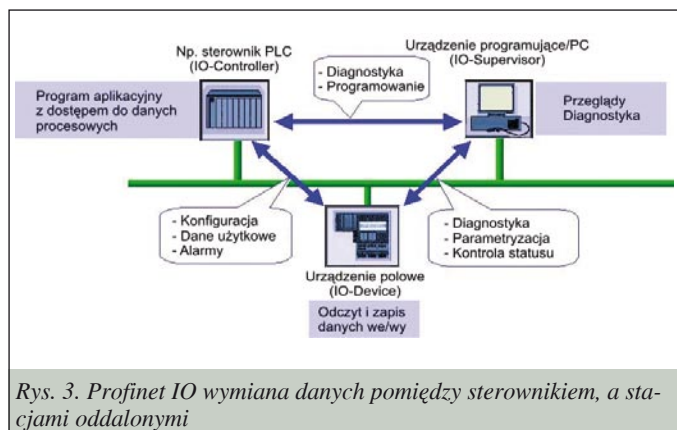 Np. sterownik PLC
(IO-Controller)
Urządzenie programujące/PC
(IO-Supervisor)
Program aplikacyjny
z dostępem do danych
procesowych
- Diagnostyka
- Programowanie
Przeglądy
Diagnostyka
- Konfiguracja
- Dane użytkowe
- Alarmy
- Diagnostyka
- Parametryzacja
- Kontrola statusu
Urządzenie polowe
(IO-Device)
Odczyt i zapis
danych we/wy
Rys. 3. Profinet IO wymiana danych pomiędzy sterownikiem, a sta-
cjami oddalonymi